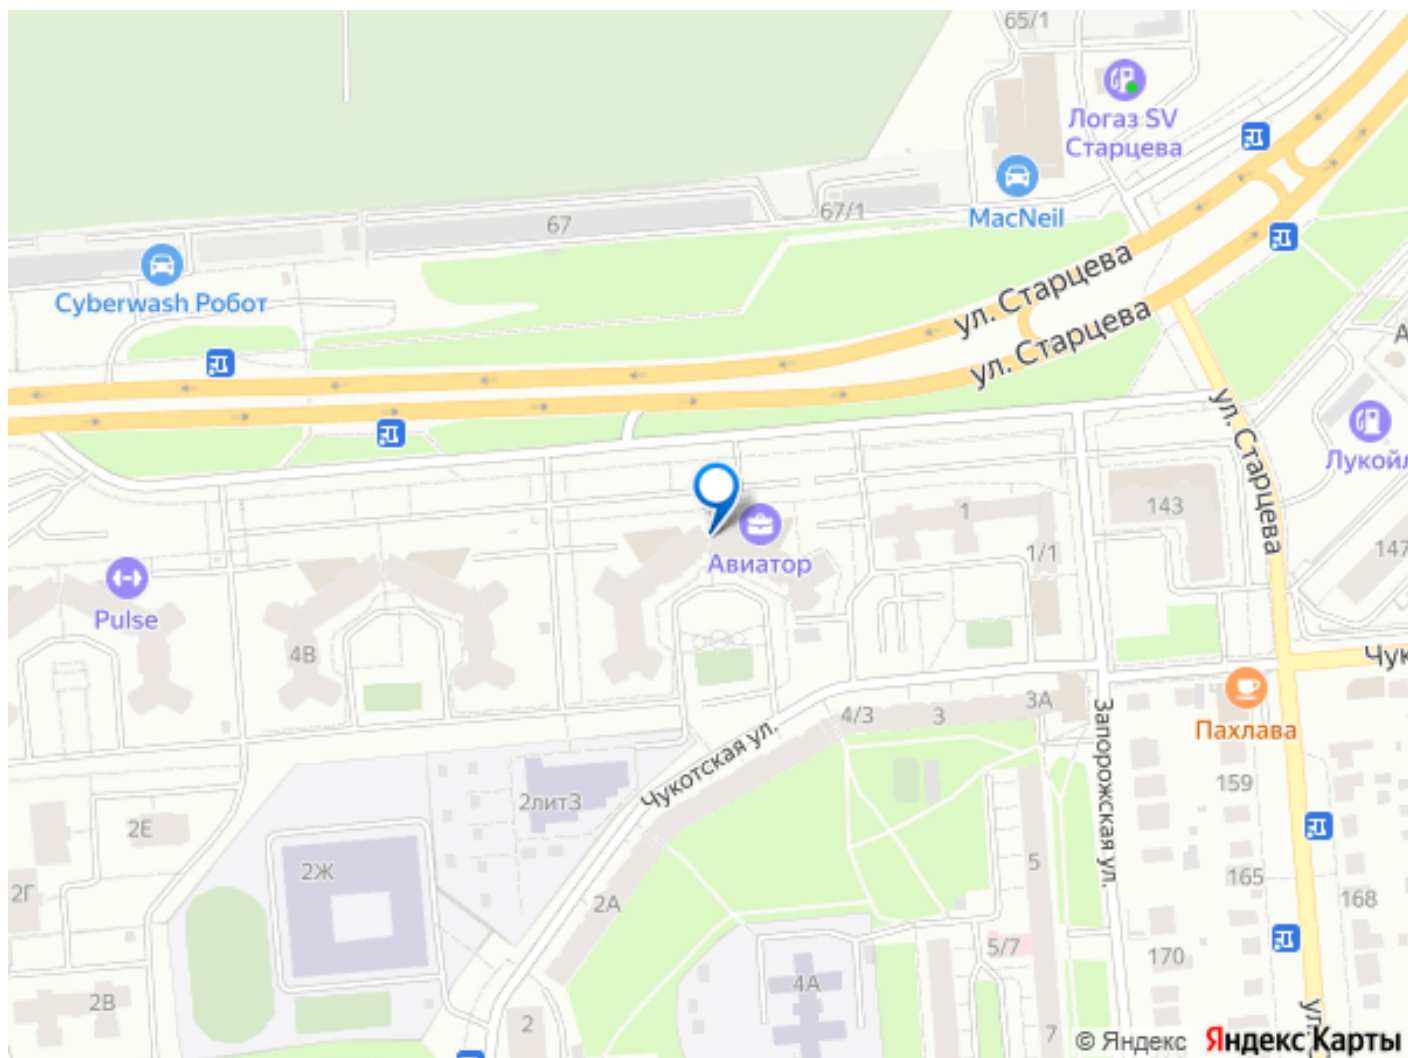 65/1
Логаз SV
Старцева
67
67/1
MacNeil
Cyberwash Робот
ул. Старцева
ул. Старцева
ул. Старцева
Лукойл
Авиатор
1
1/1
143
147
Pulse
4В
Чук
Пахлава
3А
3
4/3
Чукотская ул.
Запорожская ул.
159
2лит3
2Е
2Ж
2Г
2А
5
165
168
5/7
170
4А
2В
2
7
ул.
© Яндекс Яндекс Карты